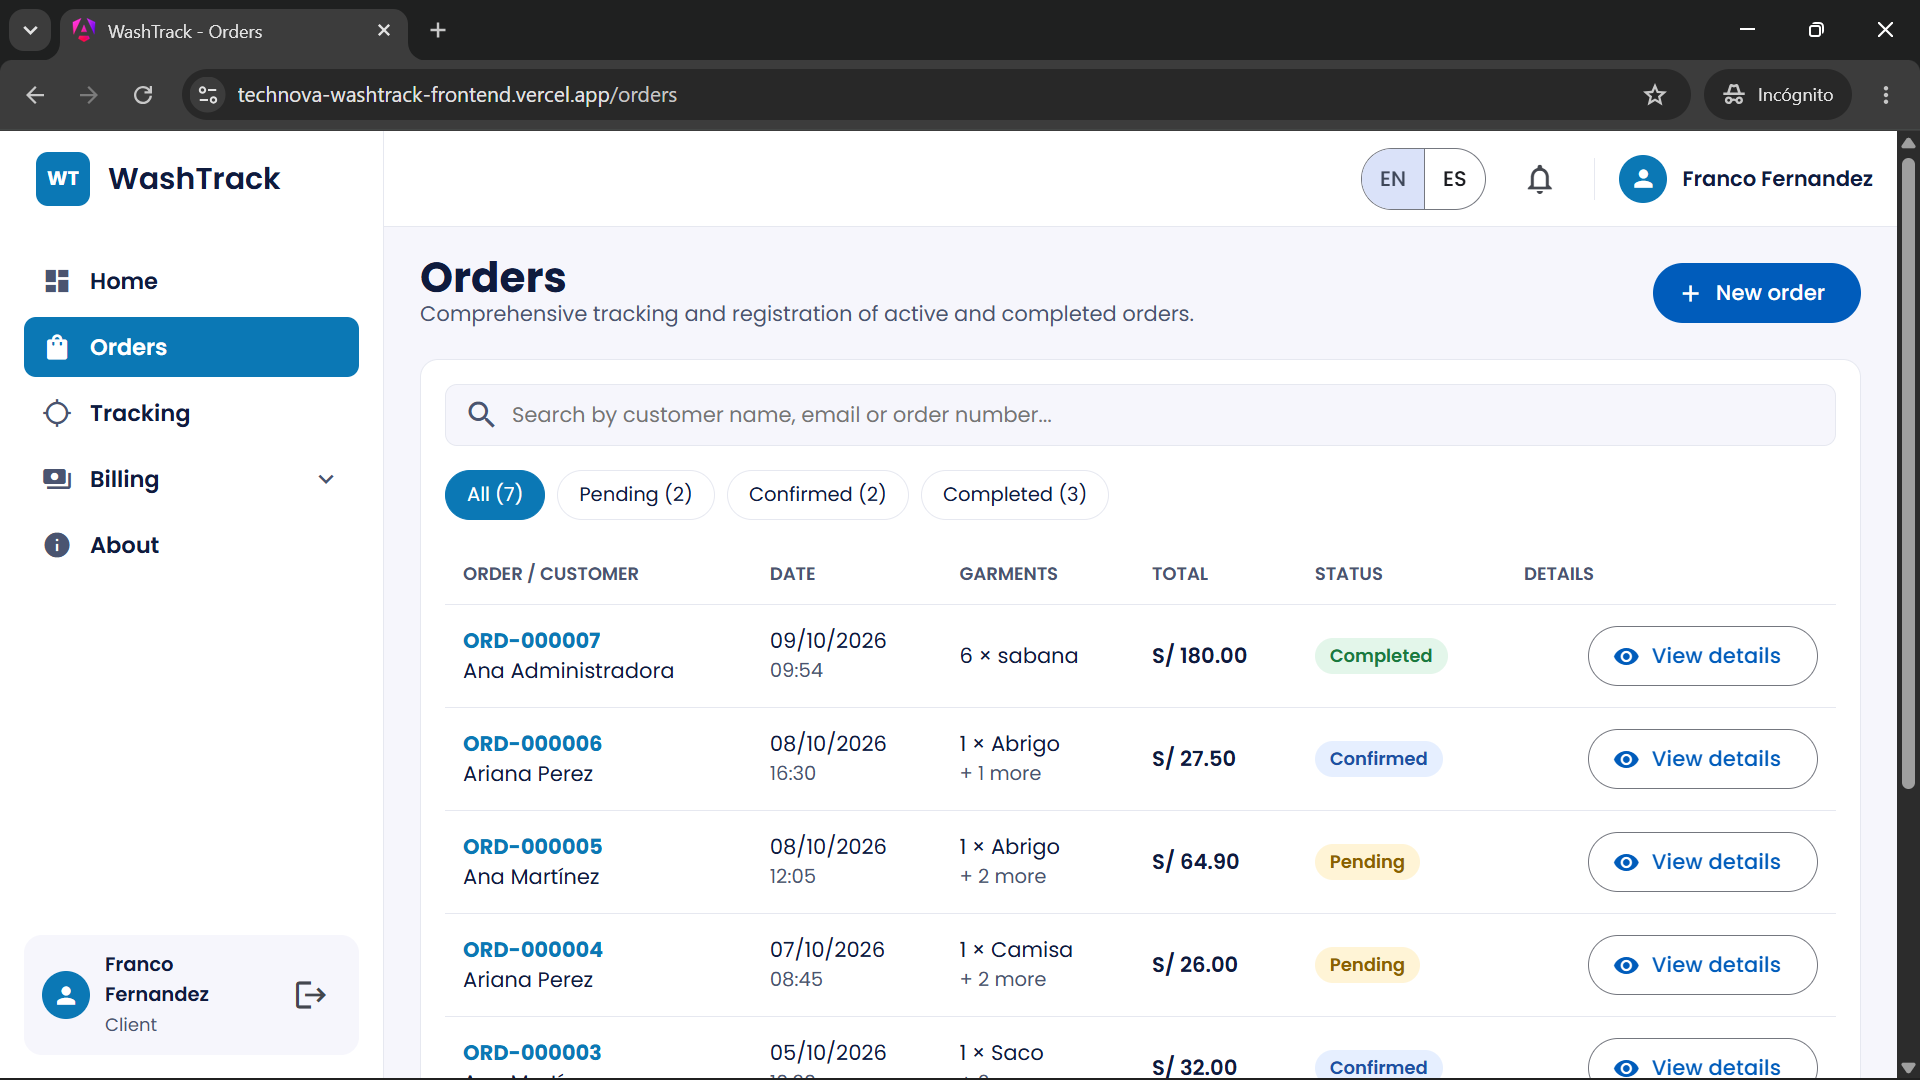 WashTrack - Orders
technova-washtrack-frontend.vercel.app/orders
Incógnito
WT
WashTrack
EN
ES
Franco Fernandez
Home
Orders
Tracking
Billing
About
Franco
Fernandez
Client
Orders
Comprehensive tracking and registration of active and completed orders.
+ New order
Search by customer name, email or order number...
All (7)
Pending (2)
Confirmed (2)
Completed (3)
ORDER / CUSTOMER
DATE
GARMENTS
TOTAL
STATUS
DETAILS
ORD-000007
Ana Administradora
09/10/2026
09:54
6 × sabana
S/ 180.00
Completed
View details
ORD-000006
Ariana Perez
08/10/2026
16:30
1 × Abrigo
+ 1 more
S/ 27.50
Confirmed
View details
ORD-000005
Ana Martínez
08/10/2026
12:05
1 × Abrigo
+ 2 more
S/ 64.90
Pending
View details
ORD-000004
Ariana Perez
07/10/2026
08:45
1 × Camisa
+ 2 more
S/ 26.00
Pending
View details
ORD-000003
05/10/2026
1 × Saco
S/ 32.00
Confirmed
View details